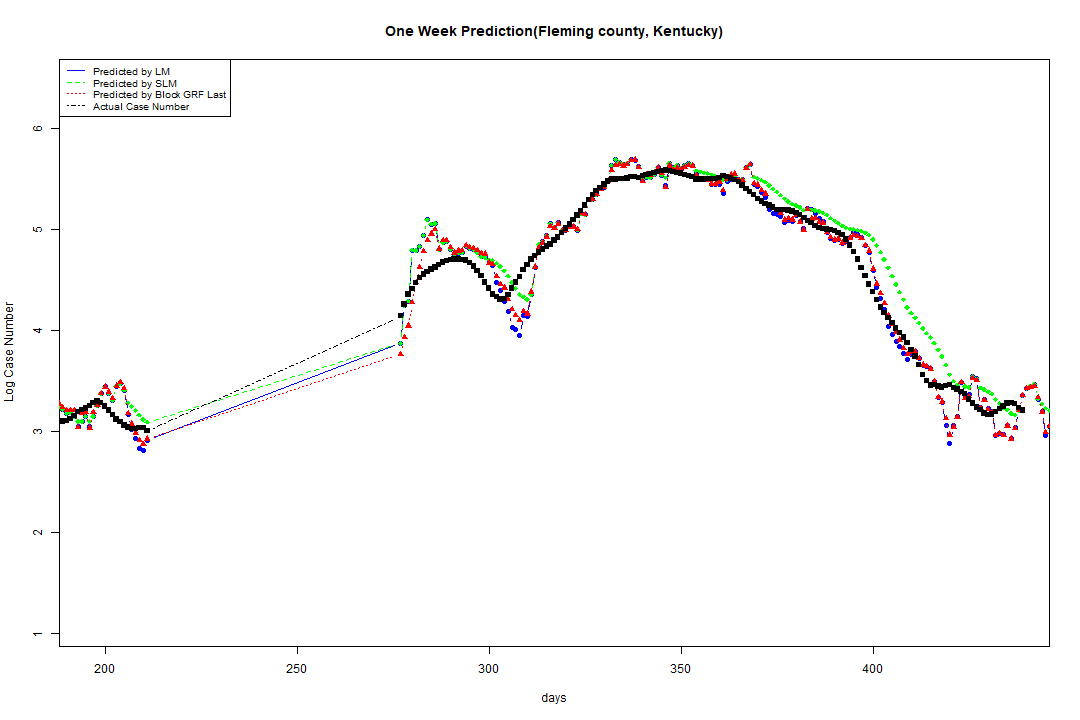 One Week Prediction(Fleming county, Kentucky)
Predicted by LM
Predicted by SLM
Predicted by Block GRF Last
Actual Case Number
Log Case Number
6
5
4
3
2
1
200 250 300 350 400
days